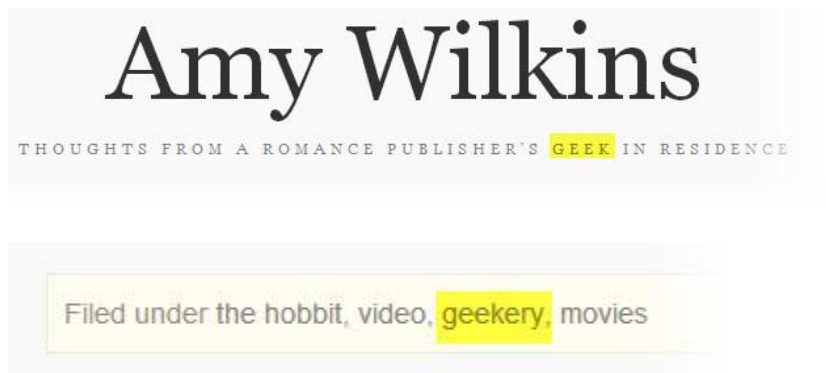 Amy Wilkins
THOUGHTS FROM A ROMANCE PUBLISHER'S GEEK IN RESIDENCE
Filed under the hobbit, video, geekery, movies